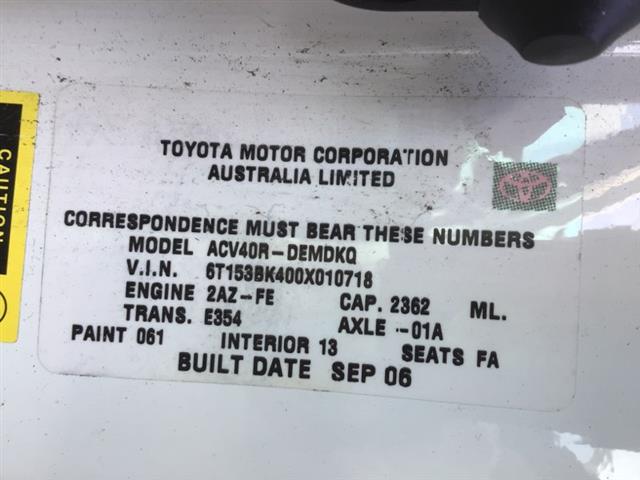 CAUTION
TOYOTA MOTOR CORPORATION
AUSTRALIA LIMITED
CORRESPONDENCE MUST BEAR THESE NUMBERS
MODEL ACV40R-DEMDKQ
V.I.N. 6T153BK400X010718
ENGINE 2AZ-FE CAP. 2362 ML.
TRANS. E354 AXLE -01A
PAINT 061 INTERIOR 13 SEATS FA
BUILT DATE SEP 06